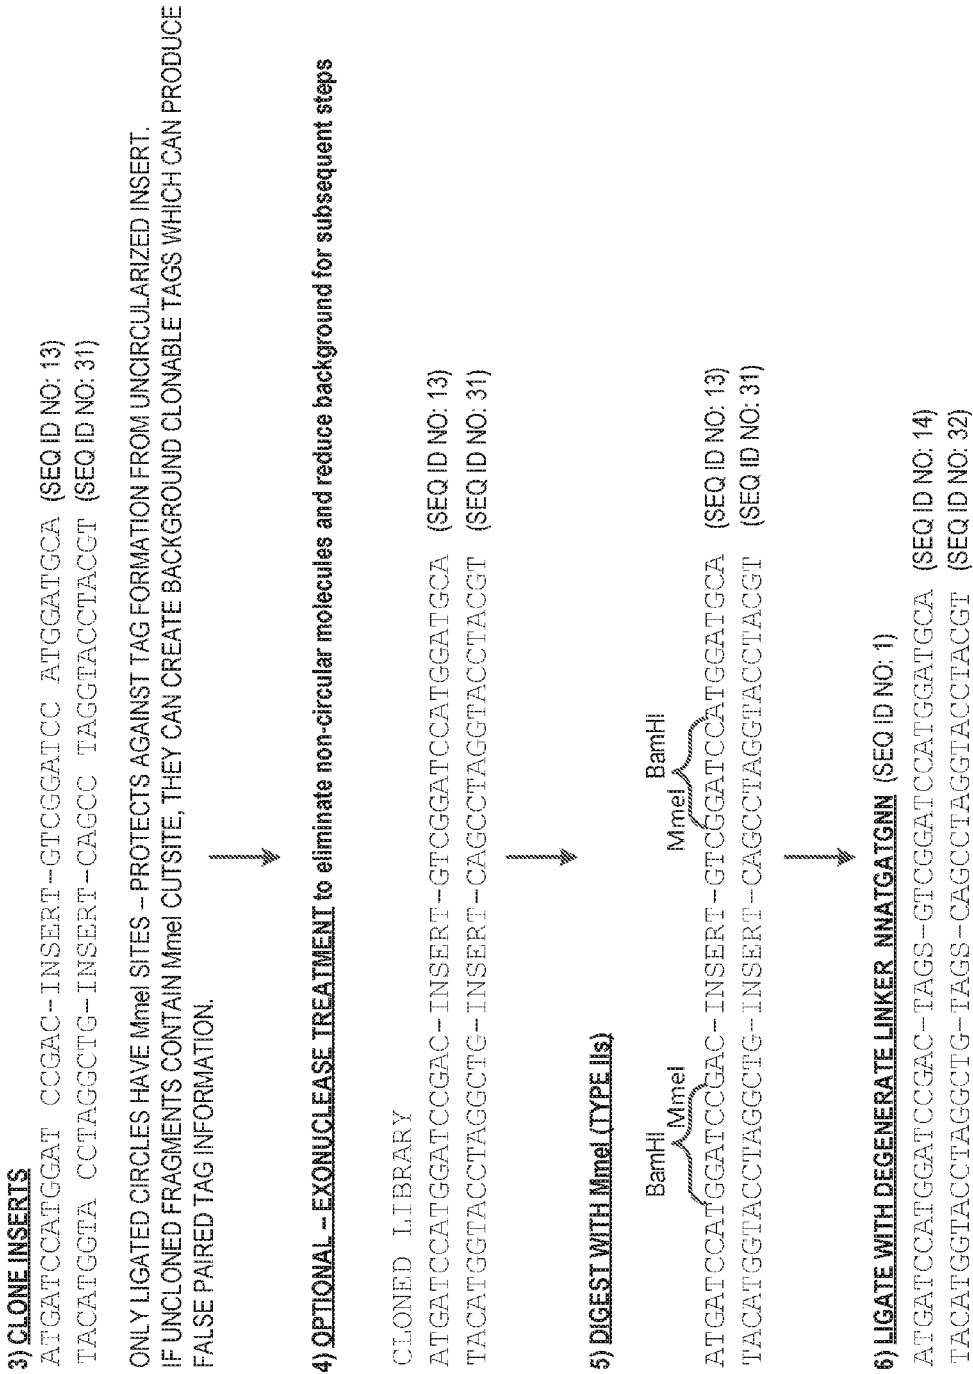 3) CLONE INSERTS
ATGATCCATGGAT CCGAC-INSERT-GTCGGATCC ATGGATGCA (SEQ ID NO: 13)
TACATGGTA CCTAGGCTG-INSERT-CAGCC TAGGTACCTACGT (SEQ ID NO: 31)
ONLY LIGATED CIRCLES HAVE MmeI SITES – PROTECTS AGAINST TAG FORMATION FROM UNCIRCULARIZED INSERT.
IF UNCLONED FRAGMENTS CONTAIN MmeI CUTSITE, THEY CAN CREATE BACKGROUND CLONABLE TAGS WHICH CAN PRODUCE
FALSE PAIRED TAG INFORMATION.
4) OPTIONAL – EXONUCLEASE TREATMENT to eliminate non-circular molecules and reduce background for subsequent steps
CLONED LIBRARY
ATGATCCATGGATCCGAC-INSERT-GTCGGATCCATGGATGCA (SEQ ID NO: 13)
TACATGGTACCTAGGCTG-INSERT-CAGCCTAGGTACCTACGT (SEQ ID NO: 31)
5) DIGEST WITH MmeI (TYPE IIs)
BamHI MmeI MmeI BamHI
ATGATCCATGGATCCGAC-INSERT-GTCGGATCCATGGATGCA (SEQ ID NO: 13)
TACATGGTACCTAGGCTG-INSERT-CAGCCTAGGTACCTACGT (SEQ ID NO: 31)
6) LIGATE WITH DEGENERATE LINKER NNATGATGNN (SEQ ID NO: 1)
ATGATCCATGGATCCGAC-TAGS-GTCGGATCCATGGATGCA (SEQ ID NO: 14)
TACATGGTACCTAGGCTG-TAGS-CAGCCTAGGTACCTACGT (SEQ ID NO: 32)